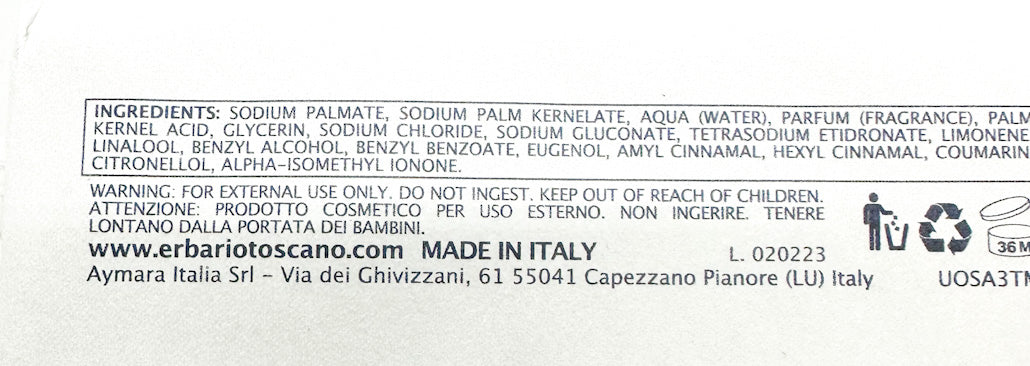 INGREDIENTS: SODIUM PALMATE, SODIUM PALM KERNELATE, AQUA (WATER), PARFUM (FRAGRANCE), PALM
KERNEL ACID, GLYCERIN, SODIUM CHLORIDE, SODIUM GLUCONATE, TETRASODIUM ETIDRONATE, LIMONENE
LINALOOL, BENZYL ALCOHOL, BENZYL BENZOATE, EUGENOL, AMYL CINNAMAL, HEXYL CINNAMAL, COUMARIN
CITRONELLOL, ALPHA-ISOMETHYL IONONE.
WARNING: FOR EXTERNAL USE ONLY. DO NOT INGEST. KEEP OUT OF REACH OF CHILDREN.
ATTENZIONE: PRODOTTO COSMETICO PER USO ESTERNO. NON INGERIRE. TENERE
LONTANO DALLA PORTATA DEI BAMBINI.
36 M
www.erbariotoscano.com MADE IN ITALY L. 020223
Aymara Italia Srl – Via dei Ghivizzani, 61 55041 Capezzano Pianore (LU) Italy UOSA3TM